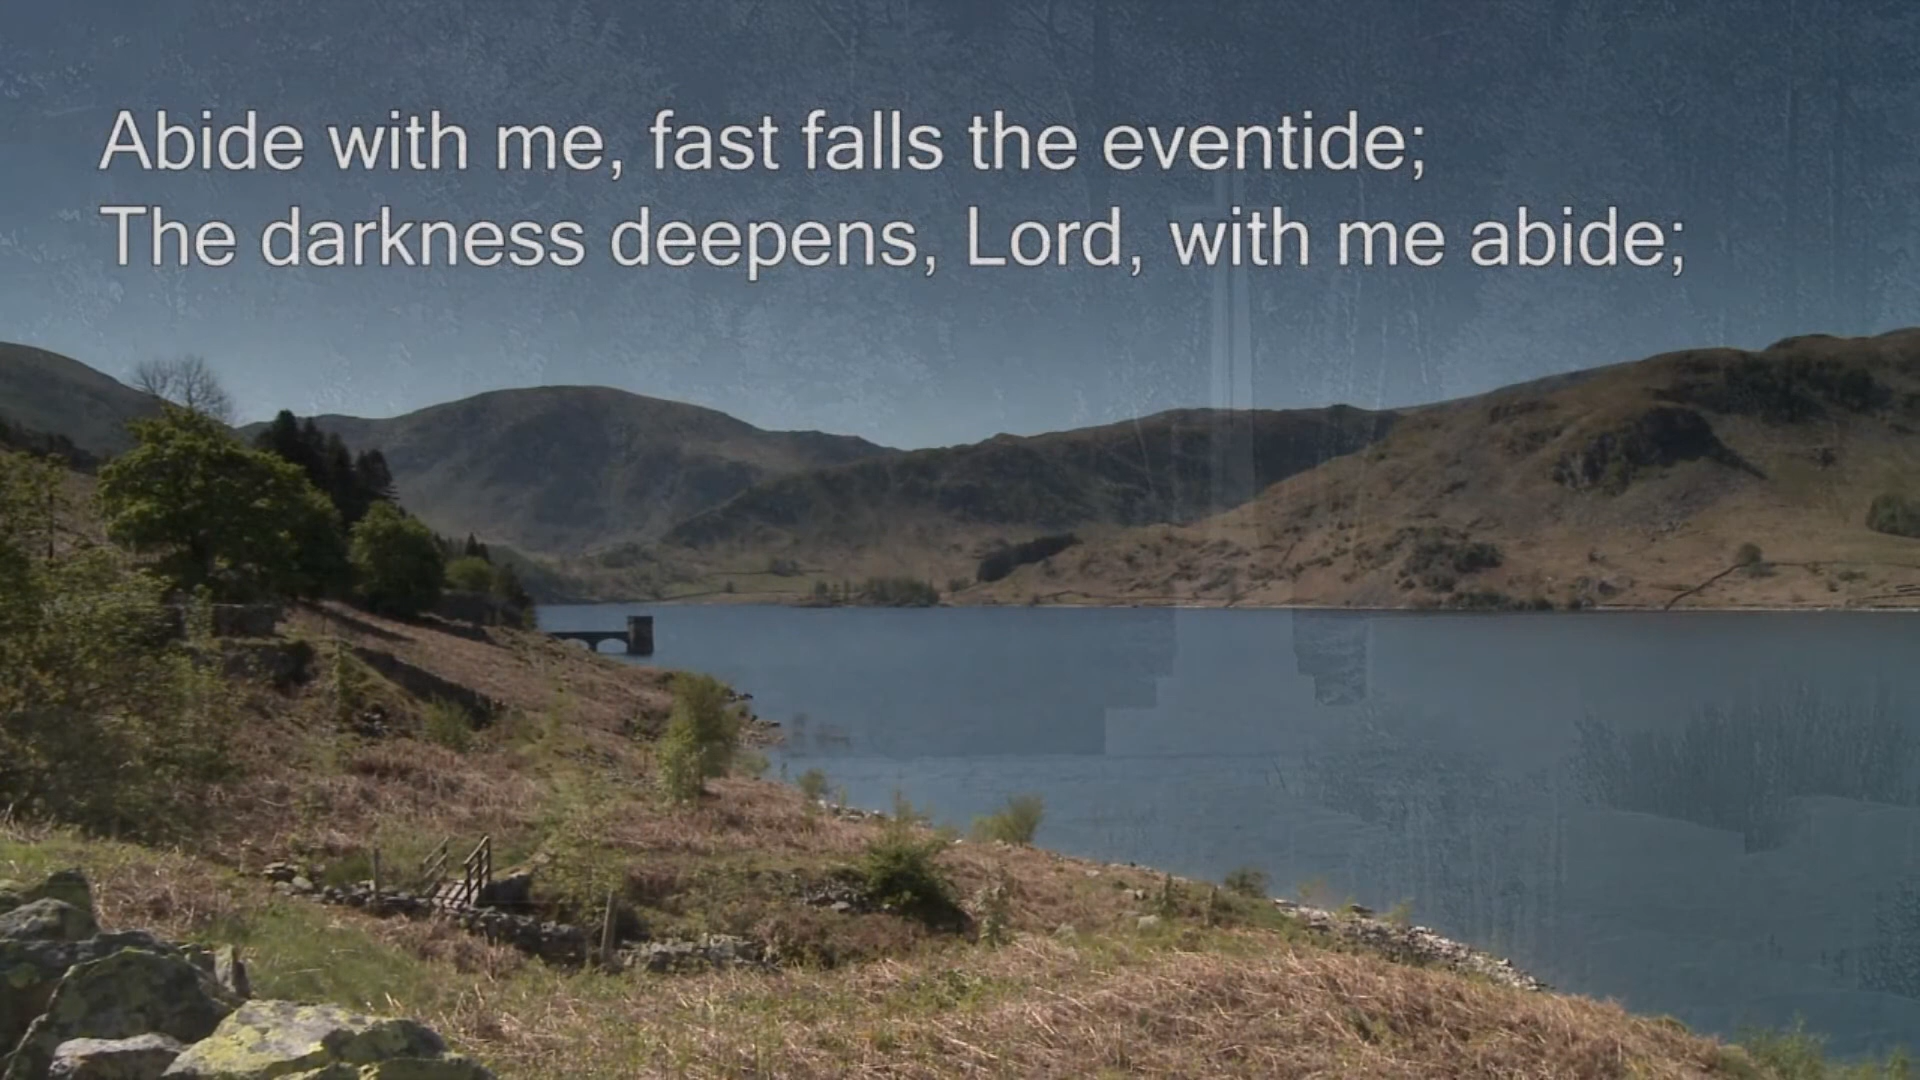 Abide with me, fast falls the eventide;
The darkness deepens, Lord, with me abide;